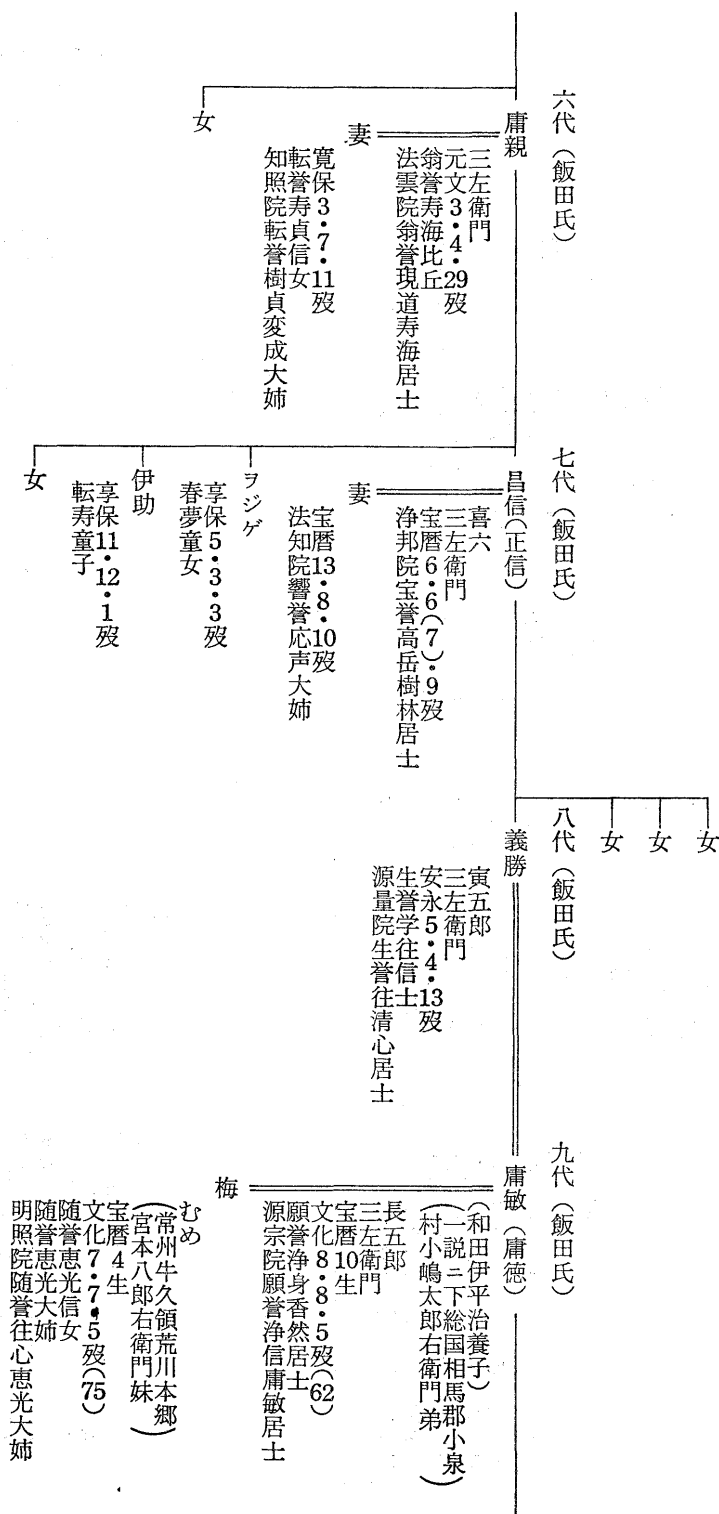 六代（飯田氏）
庸親
三左衛門
元文3・4・29歿
翁誉寿海比丘
法雲院翁誉現道寿海居士
妻
寛保3・7・11歿
転誉寿貞信女
知照院転誉樹貞変成大姉
女
七代（飯田氏）
昌信（正信）
喜六
三左衛門
宝暦6・6（7）・9歿
浄邦院宝誉高岳樹林居士
妻
宝暦13・8・10歿
法知院響誉応声大姉
ヲジゲ
享保5・3・3歿
春夢童女
伊助
享保11・12・1歿
転寿童子
女
女
女
女
八代（飯田氏）
義勝
寅五郎
三左衛門
安永5・4・13歿
生誉学往信士
源量院生誉往清心居士
九代（飯田氏）
庸敏（庸徳）
（和田伊平治養子）
（一説ニ下総国相馬郡小泉
村小嶋太郎右衛門弟）
長五郎
三左衛門
宝暦10生
文化8・8・5歿（62）
願誉浄身香然居士
源宗院願誉浄信庸敏居士
梅
むめ
（常州牛久領荒川本郷
宮本八郎右衛門妹）
宝暦4生
文化7・7・5歿（75）
随誉恵光信女
随誉恵光大姉
明照院随誉往心恵光大姉